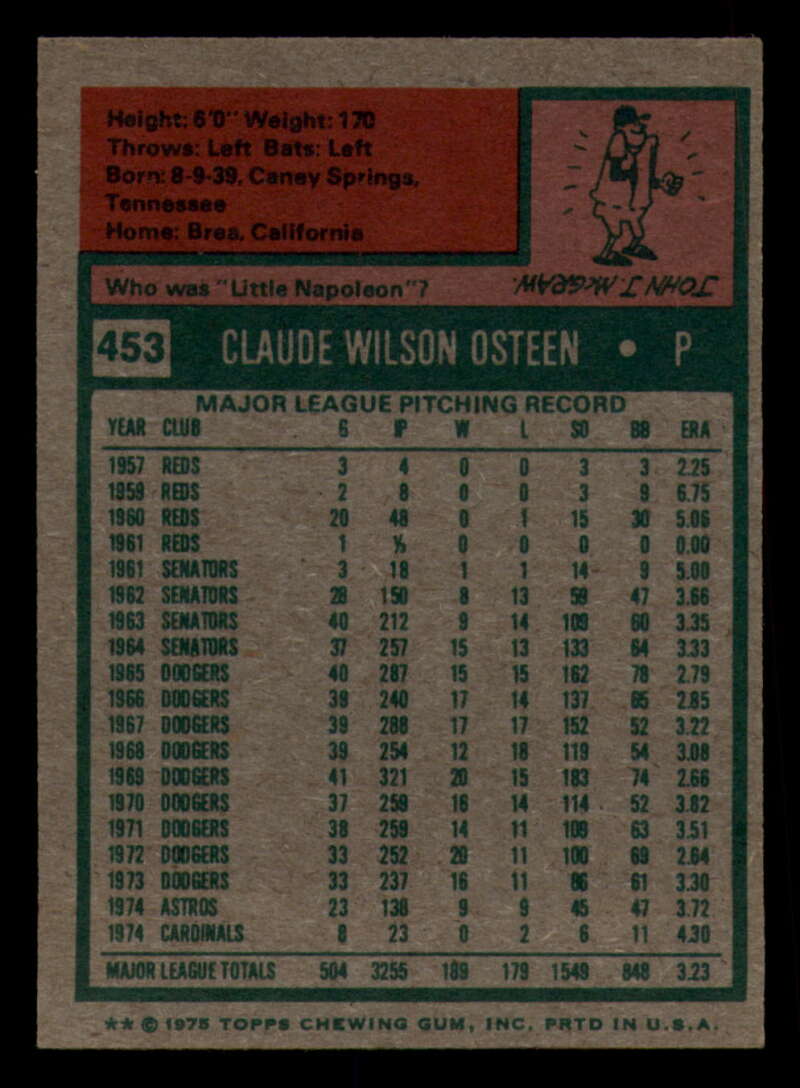 Height: 6'0" Weight: 170
Throws: Left Bats: Left
Born: 8-9-39, Caney Springs,
Tennessee
Home: Brea, California
Who was "Little Napoleon"?
JOHN J. McGRAW.
453 CLAUDE WILSON OSTEEN • P
MAJOR LEAGUE PITCHING RECORD
YEAR CLUB G IP W L SO BB ERA
1957 REDS 3 4 0 0 3 3 2.25
1959 REDS 2 8 0 0 3 9 6.75
1960 REDS 20 48 0 1 15 30 5.06
1961 REDS 1 ⅓ 0 0 0 0 0.00
1961 SENATORS 3 18 1 1 14 9 5.00
1962 SENATORS 28 150 8 13 59 47 3.66
1963 SENATORS 40 212 9 14 109 60 3.35
1964 SENATORS 37 257 15 13 133 64 3.33
1965 DODGERS 40 287 15 15 162 78 2.79
1966 DODGERS 39 240 17 14 137 65 2.85
1967 DODGERS 39 288 17 17 152 52 3.22
1968 DODGERS 39 254 12 18 119 54 3.08
1969 DODGERS 41 321 20 15 183 74 2.66
1970 DODGERS 37 259 16 14 114 52 3.82
1971 DODGERS 38 259 14 11 109 63 3.51
1972 DODGERS 33 252 20 11 100 69 2.64
1973 DODGERS 33 237 16 11 86 61 3.30
1974 ASTROS 23 138 9 9 45 47 3.72
1974 CARDINALS 8 23 0 2 6 11 4.30
MAJOR LEAGUE TOTALS 504 3255 189 179 1549 848 3.23
** © 1975 TOPPS CHEWING GUM, INC. PRTD IN U.S.A.